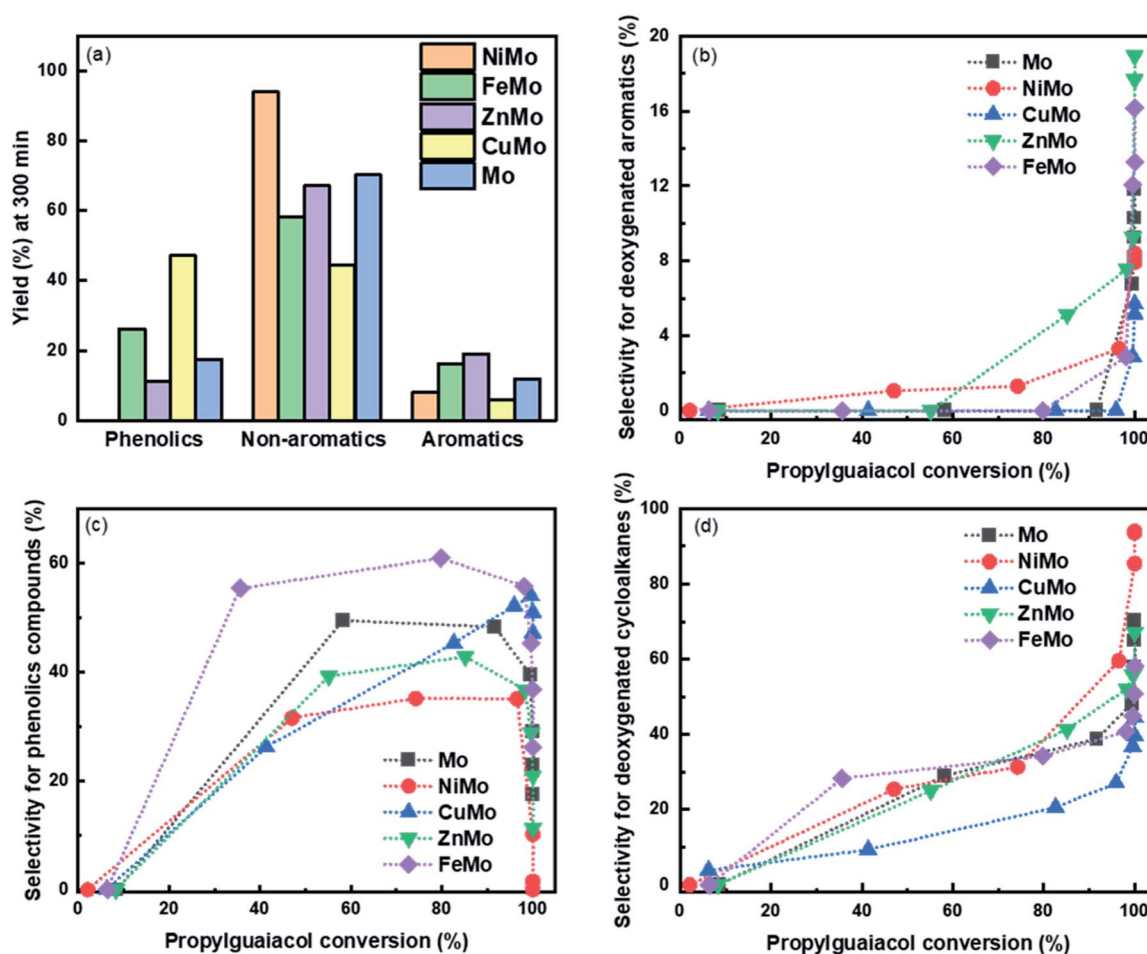 (a)
NiMo
FeMo
ZnMo
CuMo
Mo
Yield (%) at 300 min
100
80
60
40
20
0
Phenolics Non-aromatics Aromatics
(b)
Mo
NiMo
CuMo
ZnMo
FeMo
Selectivity for deoxygenated aromatics (%)
20
16
12
8
4
0
0 20 40 60 80 100
Propylguaiacol conversion (%)
(c)
Mo
NiMo
CuMo
ZnMo
FeMo
Selectivity for phenolics compounds (%)
60
40
20
0
0 20 40 60 80 100
Propylguaiacol conversion (%)
(d)
Mo
NiMo
CuMo
ZnMo
FeMo
Selectivity for deoxygenated cycloalkanes (%)
100
80
60
40
20
0
0 20 40 60 80 100
Propylguaiacol conversion (%)